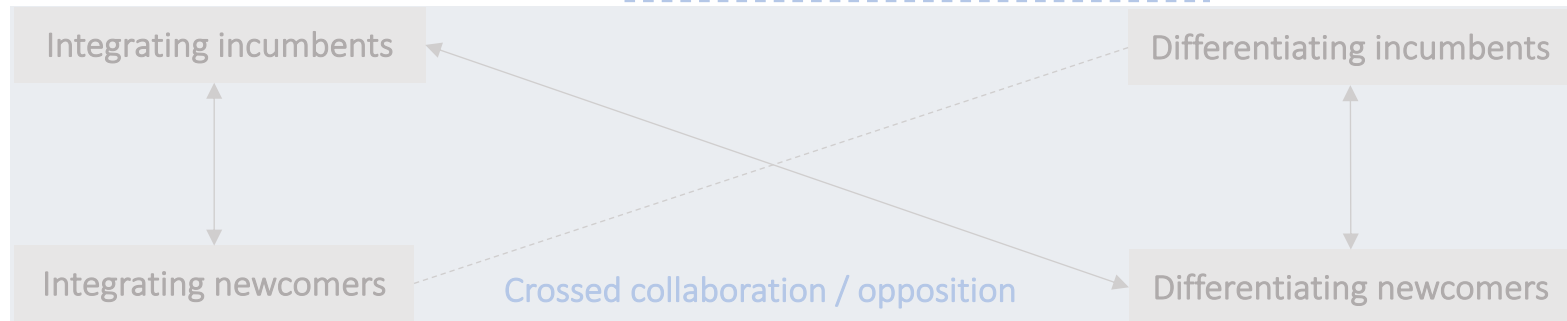 Integrating incumbents
Differentiating incumbents
Integrating newcomers
Crossed collaboration / opposition
Differentiating newcomers